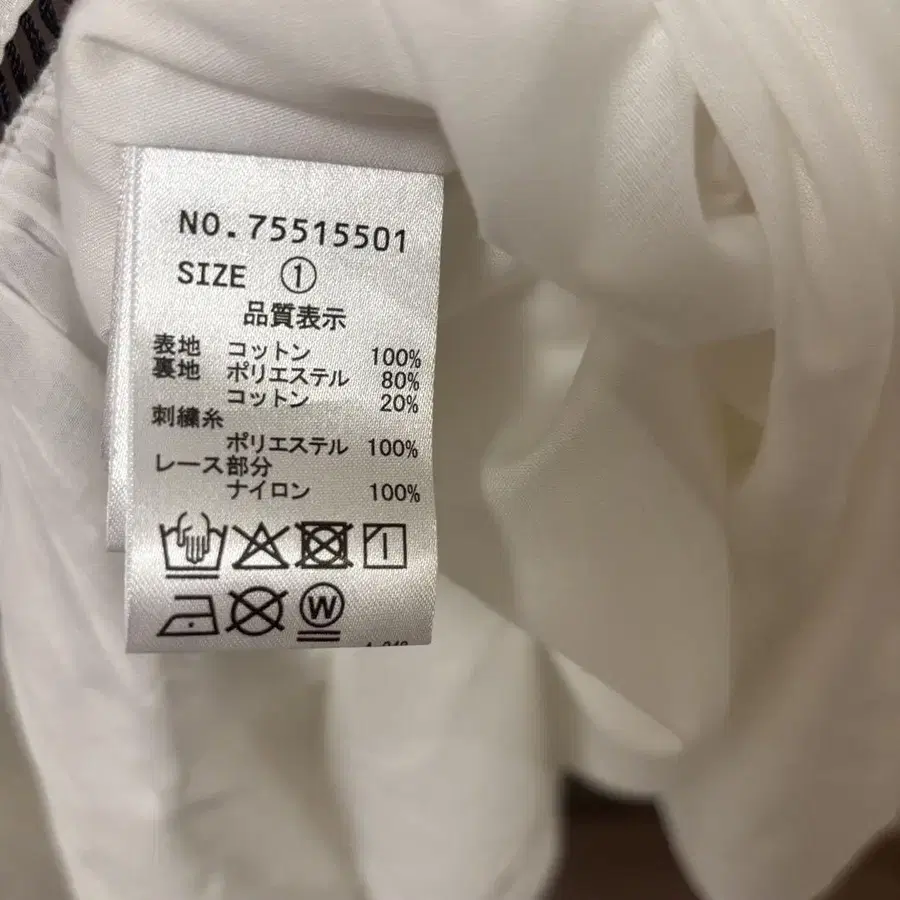 NO.75515501
SIZE ①
品質表示
表地 コットン 100%
裏地 ポリエステル 80%
コットン 20%
刺繍糸
ポリエステル 100%
レース部分
ナイロン 100%
W